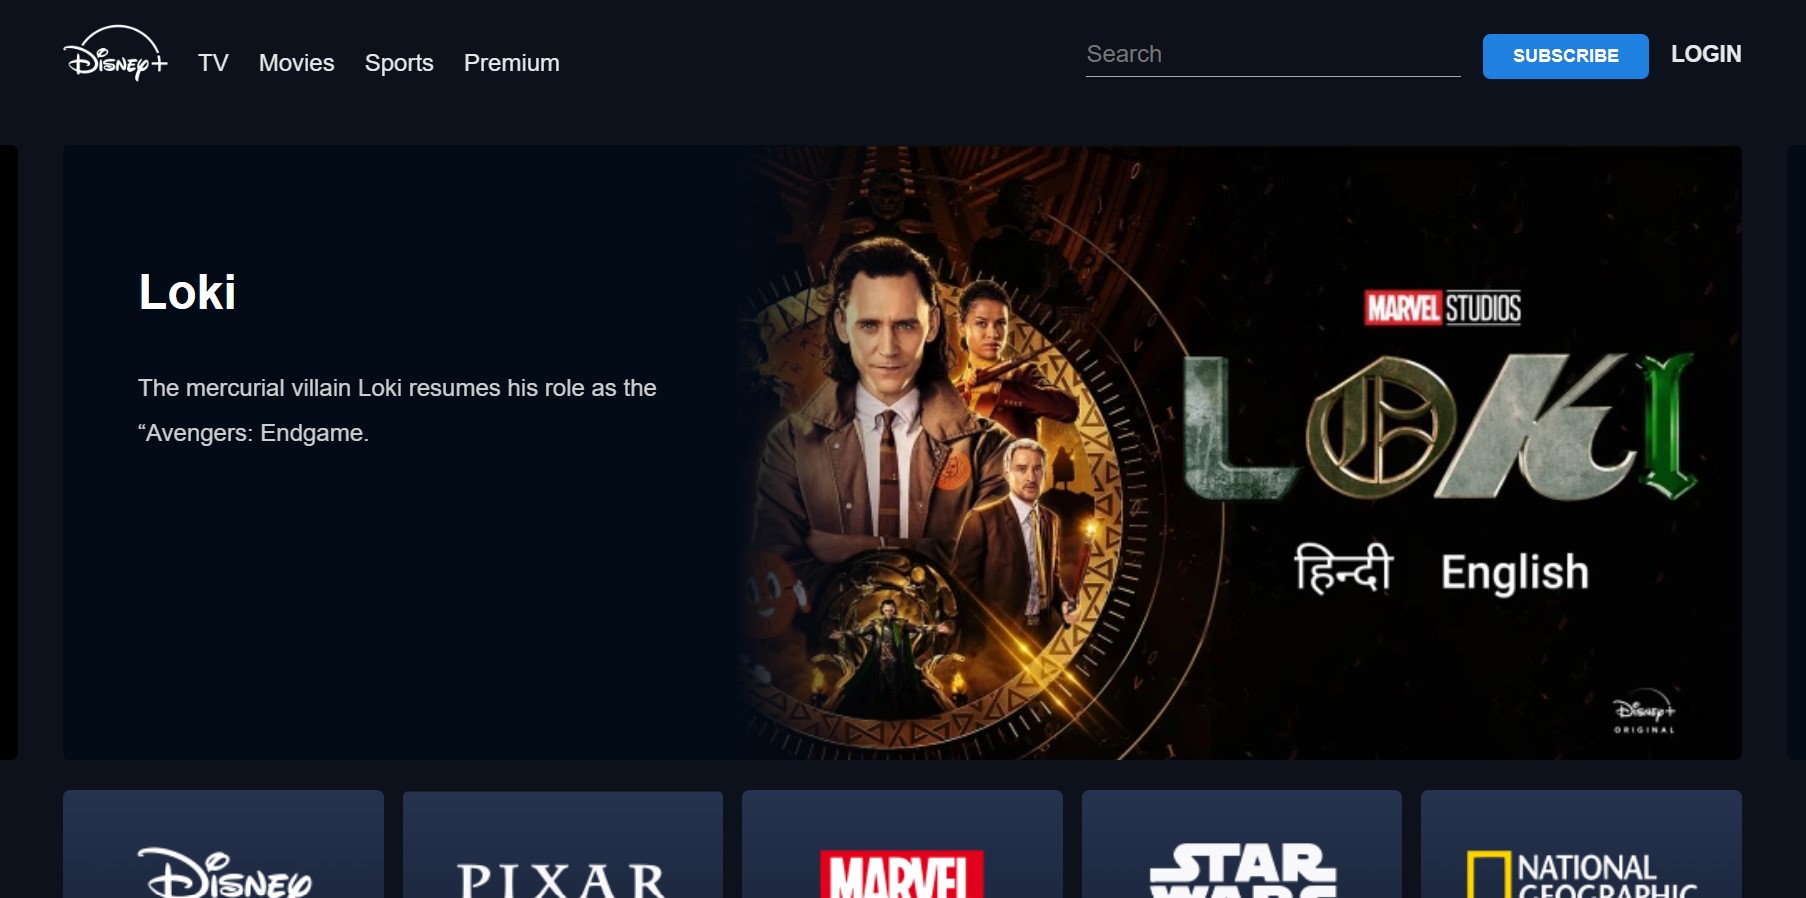 Disney+
TV Movies Sports Premium
Search
SUBSCRIBE
LOGIN
Loki
The mercurial villain Loki resumes his role as the
“Avengers: Endgame.
MARVEL STUDIOS
LOKI
हिन्दी English
Disney+
ORIGINAL
DISNEY
PIXAR
MARVEL
STAR
WARS
NATIONAL
GEOGRAPHIC